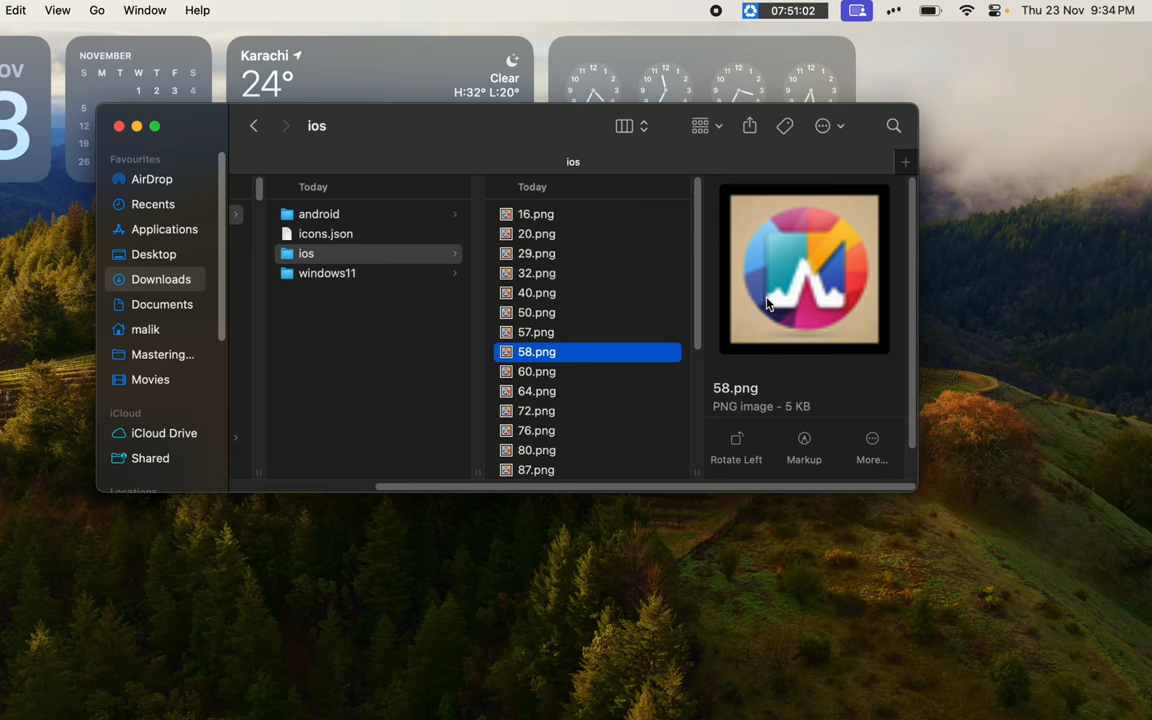 Edit View Go Window Help 07:51:02 Thu 23 Nov 9:34 PM
OV
3
NOVEMBER
S M T W T F S
1 2 3 4
5
12
19
26
Karachi
24°
Clear
H:32° L:20°
ios
ios
Favourites
AirDrop
Recents
Applications
Desktop
Downloads
Documents
malik
Mastering...
Movies
iCloud
iCloud Drive
Shared
Locations
Today
android
icons.json
ios
windows11
Today
16.png
20.png
29.png
32.png
40.png
50.png
57.png
58.png
60.png
64.png
72.png
76.png
80.png
87.png
58.png
PNG image - 5 KB
Rotate Left Markup More...